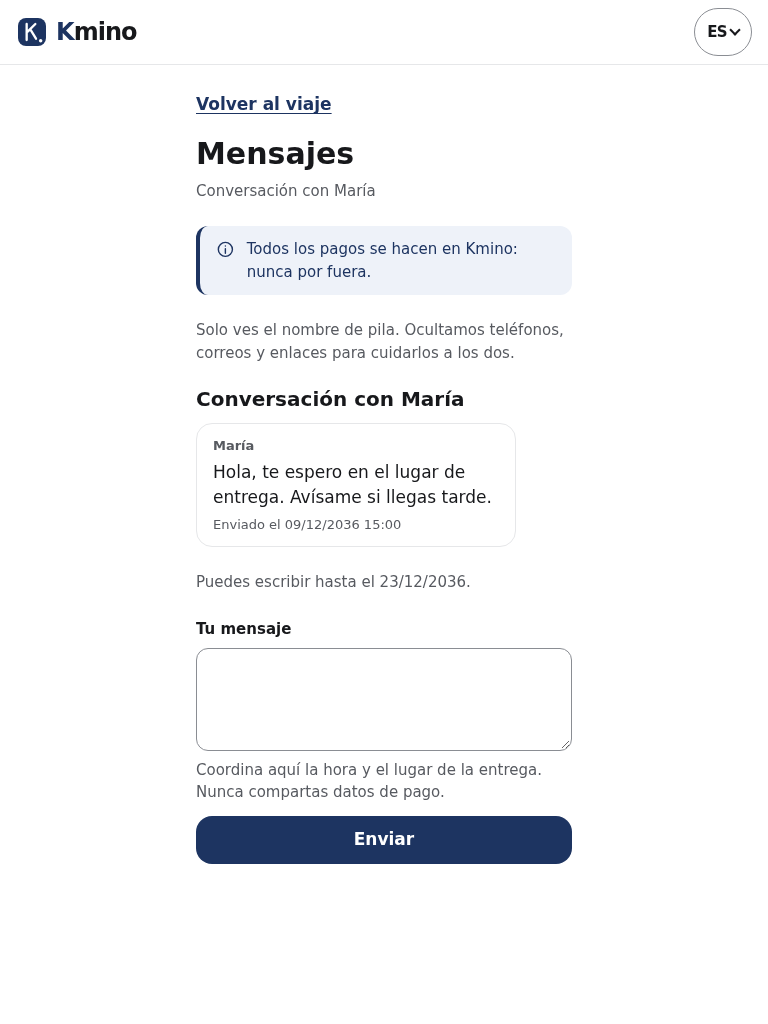 Kmino
ES
Volver al viaje
Mensajes
Conversación con María
Todos los pagos se hacen en Kmino:
nunca por fuera.
Solo ves el nombre de pila. Ocultamos teléfonos,
correos y enlaces para cuidarlos a los dos.
Conversación con María
María
Hola, te espero en el lugar de
entrega. Avísame si llegas tarde.
Enviado el 09/12/2036 15:00
Puedes escribir hasta el 23/12/2036.
Tu mensaje
Coordina aquí la hora y el lugar de la entrega.
Nunca compartas datos de pago.
Enviar